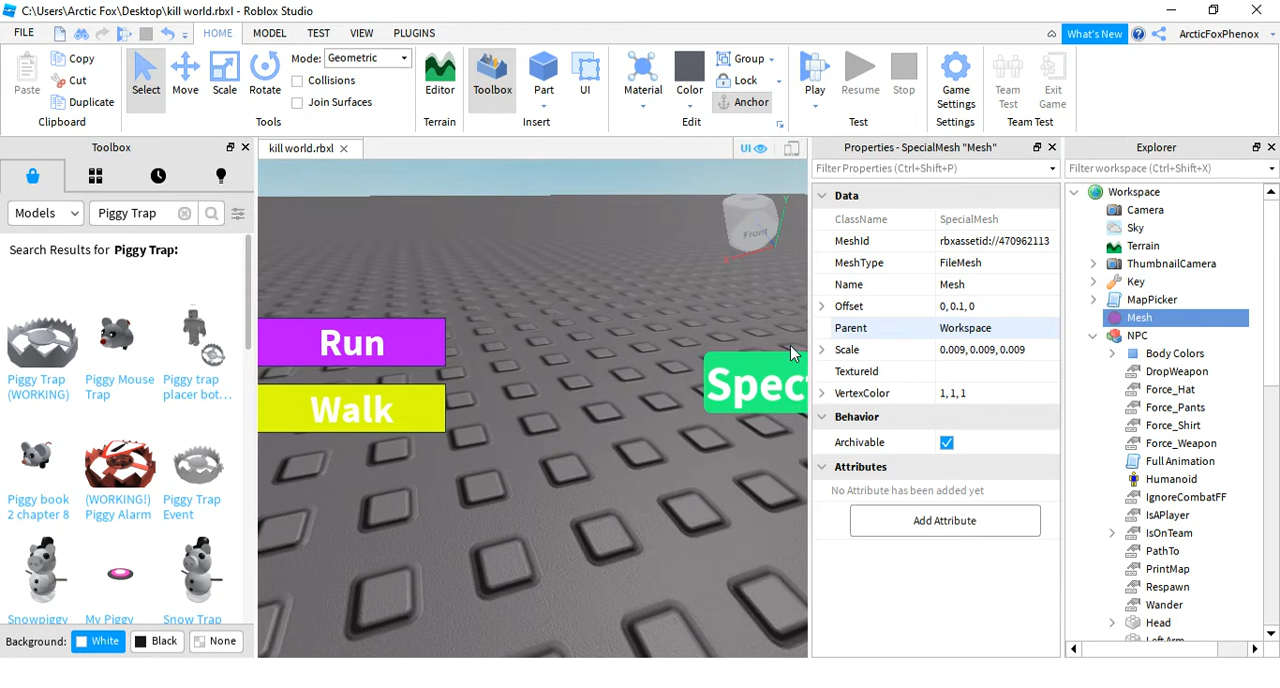 C:\Users\Arctic Fox\Desktop\kill world.rbxl - Roblox Studio
FILE HOME MODEL TEST VIEW PLUGINS What's New ArcticFoxPhenox
Paste Copy Cut Duplicate Clipboard
Select Move Scale Rotate Mode: Geometric Collisions Join Surfaces Tools
Editor Terrain
Toolbox Part UI Insert
Material Color Group Lock Anchor Edit
Play Resume Stop Test
Game Settings Settings
Team Test Exit Game Team Test
Toolbox
Models Piggy Trap
Search Results for Piggy Trap:
Piggy Trap (WORKING)
Piggy Mouse Trap
Piggy trap placer bot...
Piggy book 2 chapter 8
(WORKING!) Piggy Alarm
Piggy Trap Event
Snowpiggy
My Piggy
Snow Trap
Background: White Black None
kill world.rbxl
UI
Front
Y
Run
Walk
Spect
Properties - SpecialMesh "Mesh"
Filter Properties (Ctrl+Shift+P)
Data
ClassName SpecialMesh
MeshId rbxassetid://470962113
MeshType FileMesh
Name Mesh
Offset 0, 0.1, 0
Parent Workspace
Scale 0.009, 0.009, 0.009
TextureId
VertexColor 1, 1, 1
Behavior
Archivable
Attributes
No Attribute has been added yet
Add Attribute
Explorer
Filter workspace (Ctrl+Shift+X)
Workspace
Camera
Sky
Terrain
ThumbnailCamera
Key
MapPicker
Mesh
NPC
Body Colors
DropWeapon
Force_Hat
Force_Pants
Force_Shirt
Force_Weapon
Full Animation
Humanoid
IgnoreCombatFF
IsAPlayer
IsOnTeam
PathTo
PrintMap
Respawn
Wander
Head
Left Arm